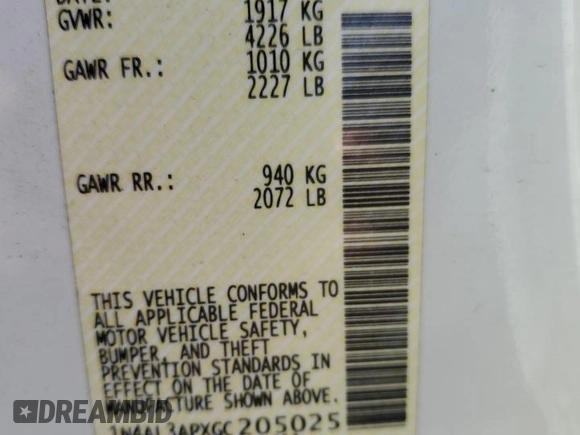 GVWR: 1917 KG
4226 LB
GAWR FR.: 1010 KG
2227 LB
GAWR RR.: 940 KG
2072 LB
THIS VEHICLE CONFORMS TO
ALL APPLICABLE FEDERAL
MOTOR VEHICLE SAFETY,
BUMPER, AND THEFT
PREVENTION STANDARDS IN
EFFECT ON THE DATE OF
MANUFACTURE SHOWN ABOVE.
1N4AL3APXGC205025
DREAMBID